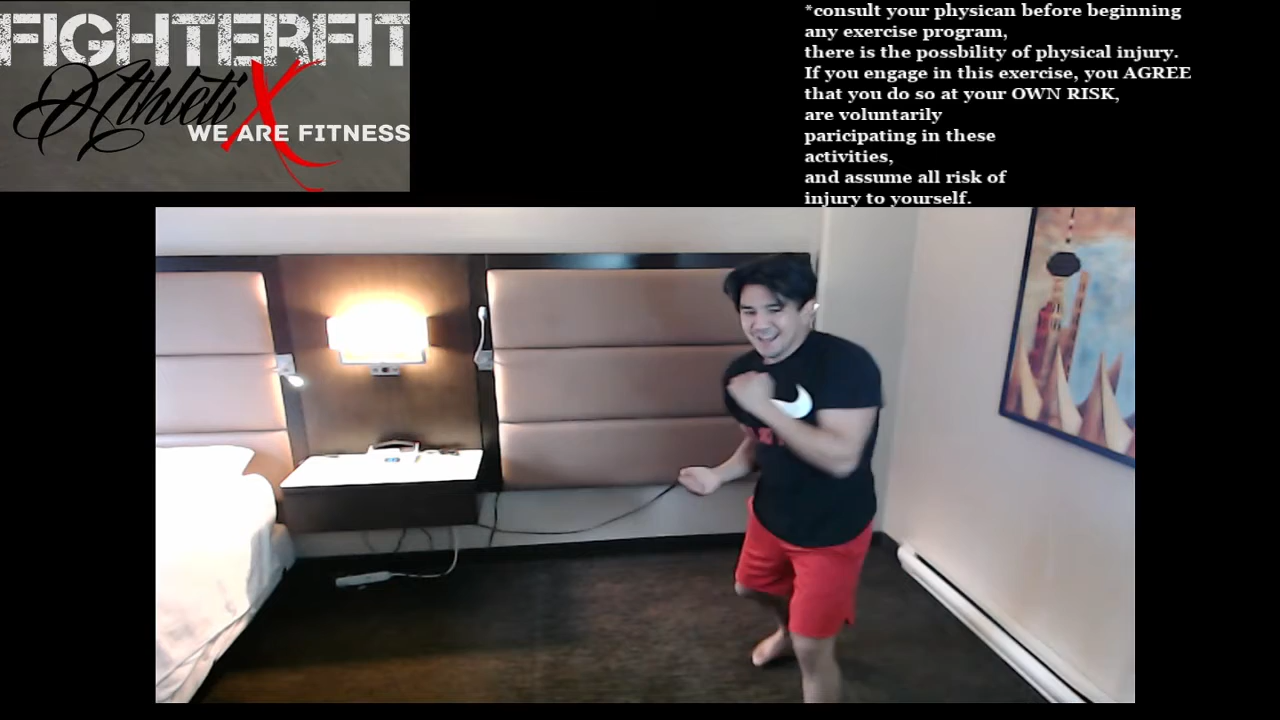 FIGHTERFIT
AthletiX
WE ARE FITNESS
*consult your physican before beginning
any exercise program,
there is the possbility of physical injury.
If you engage in this exercise, you AGREE
that you do so at your OWN RISK,
are voluntarily
paricipating in these
activities,
and assume all risk of
injury to yourself.